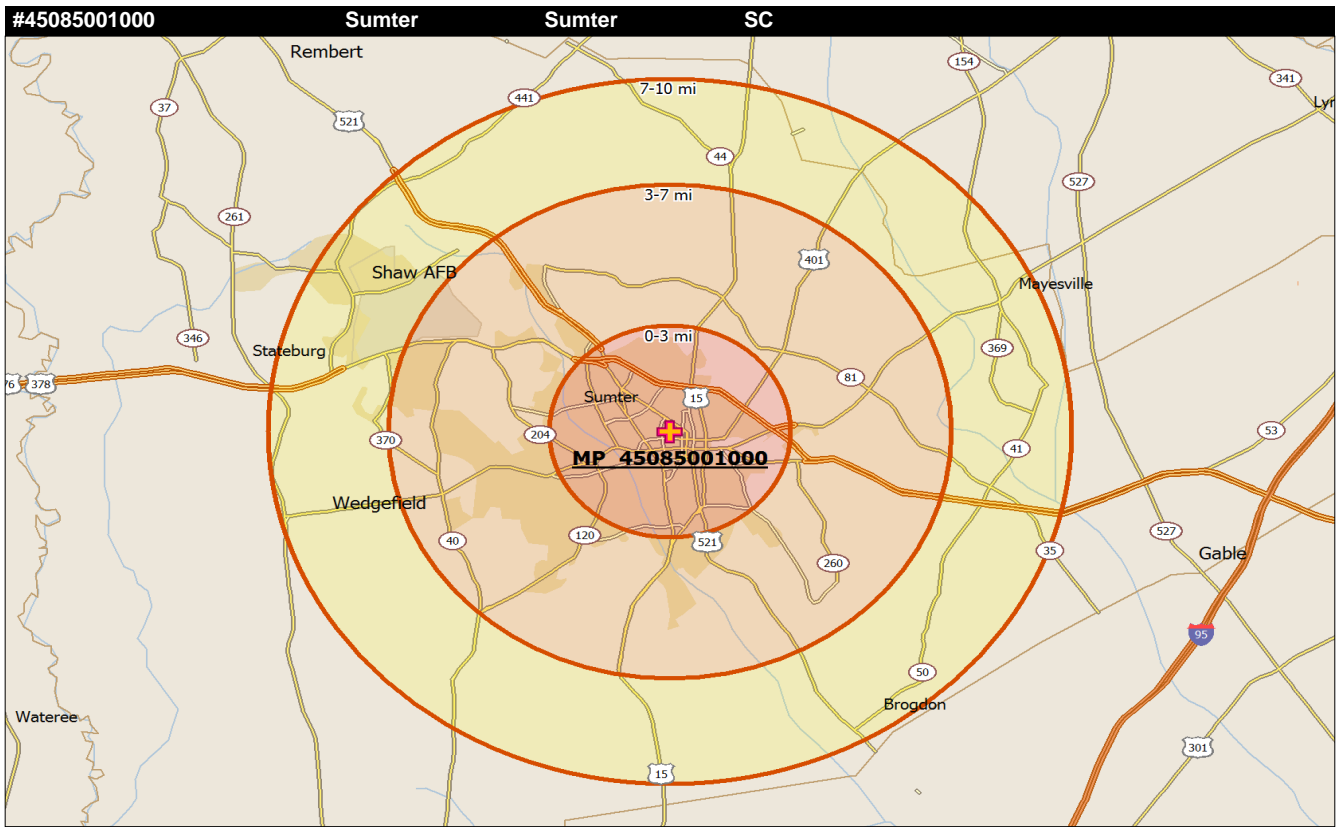 #45085001000 Sumter Sumter SC
Rembert
7-10 mi
154
341
Lyr
37
441
521
44
3-7 mi
527
261
401
Shaw AFB
Mayesville
346
0-3 mi
Stateburg
369
76 378
81
Sumter
15
204
370
53
41
MP 45085001000
Wedgefield
40
120
521
527
35
Gable
260
95
50
Brogdon
Wateree
301
15